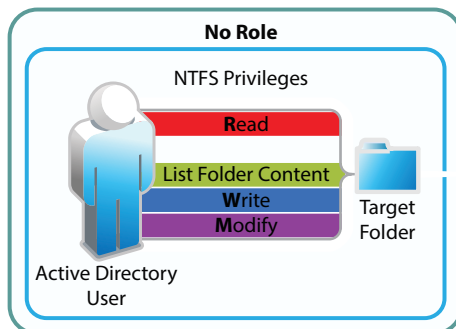 No Role
NTFS Privileges
Read
List Folder Content
Write
Modify
Target
Folder
Active Directory
User